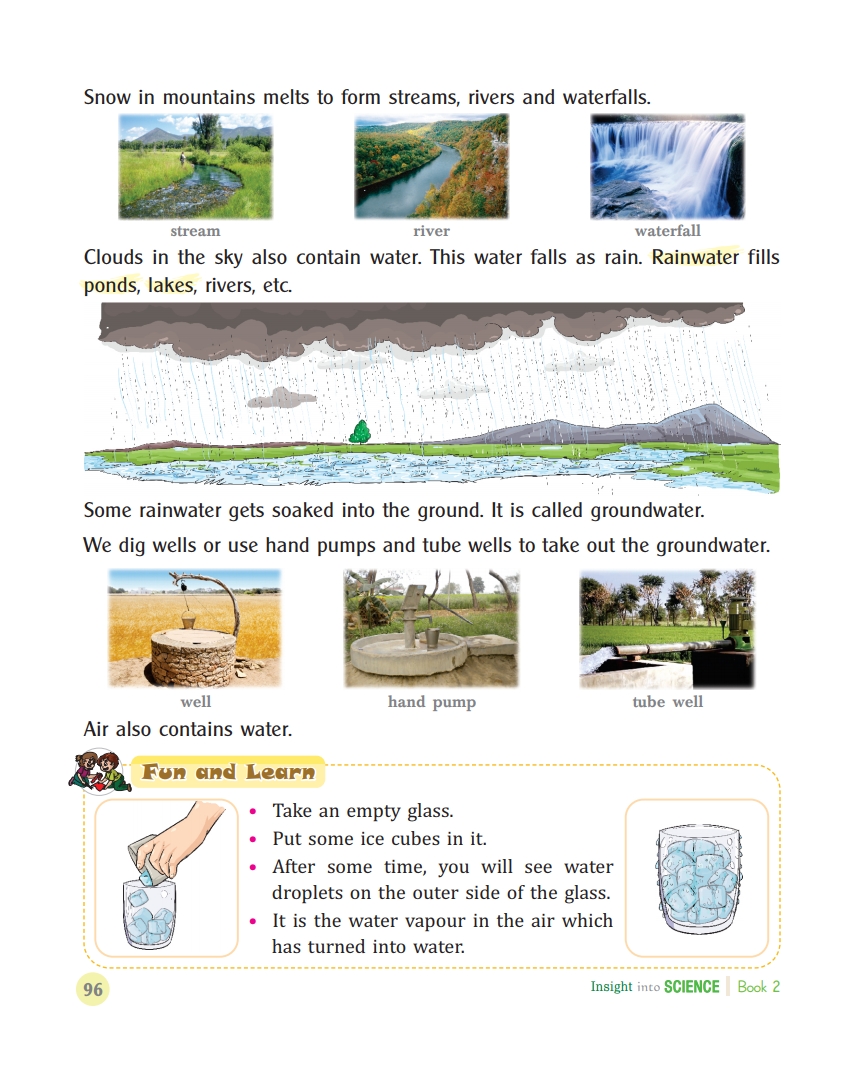 Snow in mountains melts to form streams, rivers and waterfalls.
stream
river
waterfall
Clouds in the sky also contain water. This water falls as rain. Rainwater fills
ponds, lakes, rivers, etc.
Some rainwater gets soaked into the ground. It is called groundwater.
We dig wells or use hand pumps and tube wells to take out the groundwater.
well
hand pump
tube well
Air also contains water.
Fun and Learn
• Take an empty glass.
• Put some ice cubes in it.
• After some time, you will see water
droplets on the outer side of the glass.
• It is the water vapour in the air which
has turned into water.
96
Insight into SCIENCE | Book 2